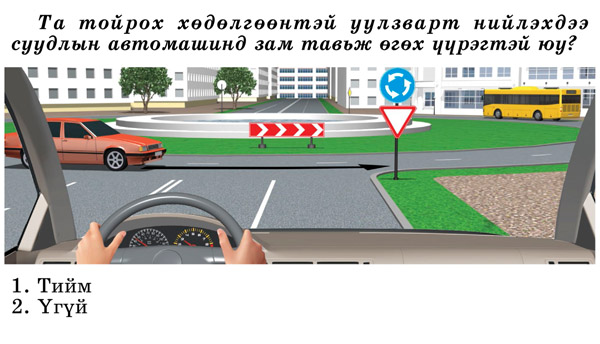 Та тойрох хөдөлгөөнтэй уулзварт нийлэхдээ
суудлын автомашинд зам тавьж өгөх үүрэгтэй юу?
1. Тийм
2. Үгүй